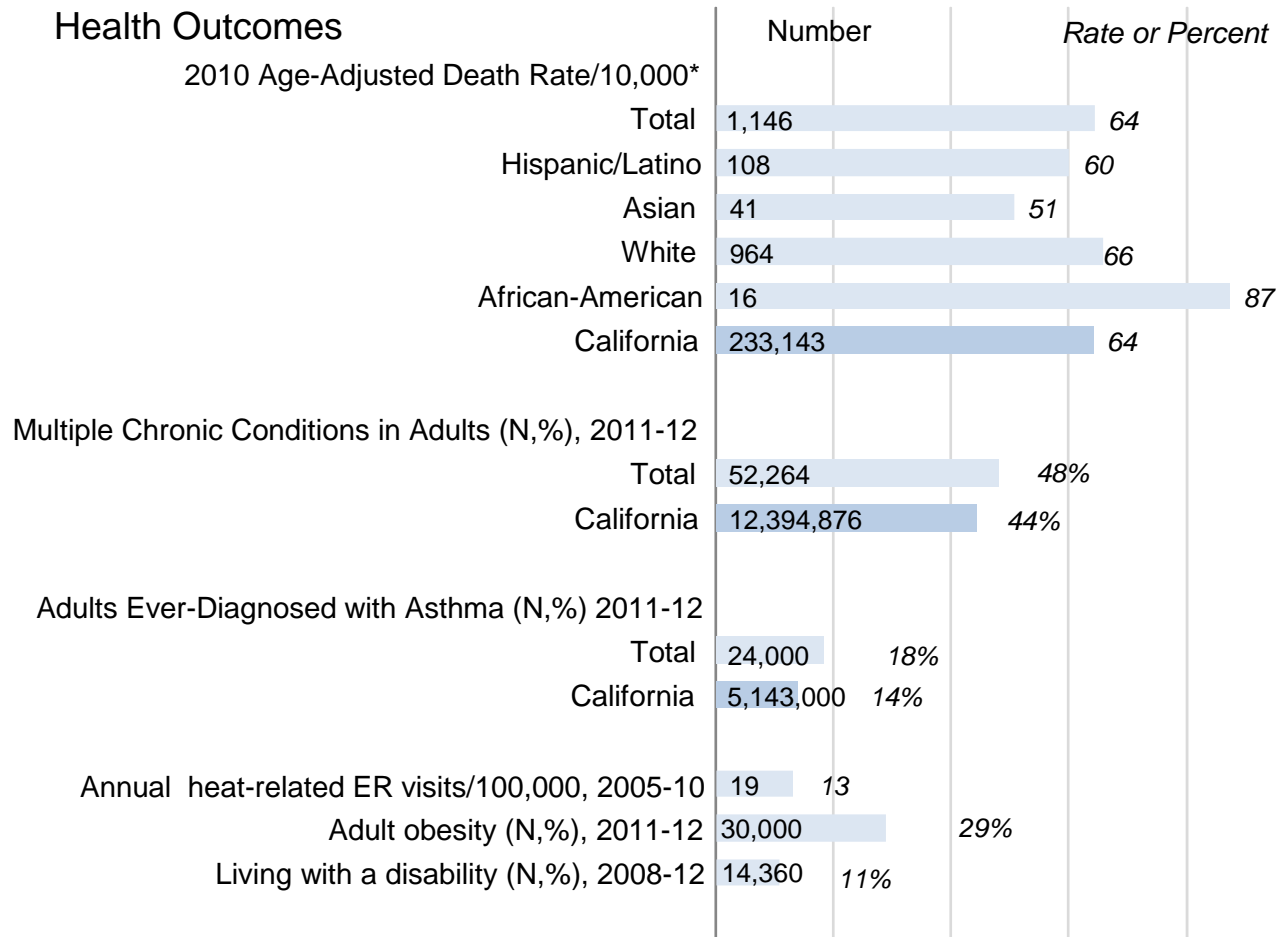 Health Outcomes Number Rate or Percent
2010 Age-Adjusted Death Rate/10,000*
Total 1,146 64
Hispanic/Latino 108 60
Asian 41 51
White 964 66
African-American 16 87
California 233,143 64
Multiple Chronic Conditions in Adults (N,%), 2011-12
Total 52,264 48%
California 12,394,876 44%
Adults Ever-Diagnosed with Asthma (N,%) 2011-12
Total 24,000 18%
California 5,143,000 14%
Annual heat-related ER visits/100,000, 2005-10 19 13
Adult obesity (N,%), 2011-12 30,000 29%
Living with a disability (N,%), 2008-12 14,360 11%